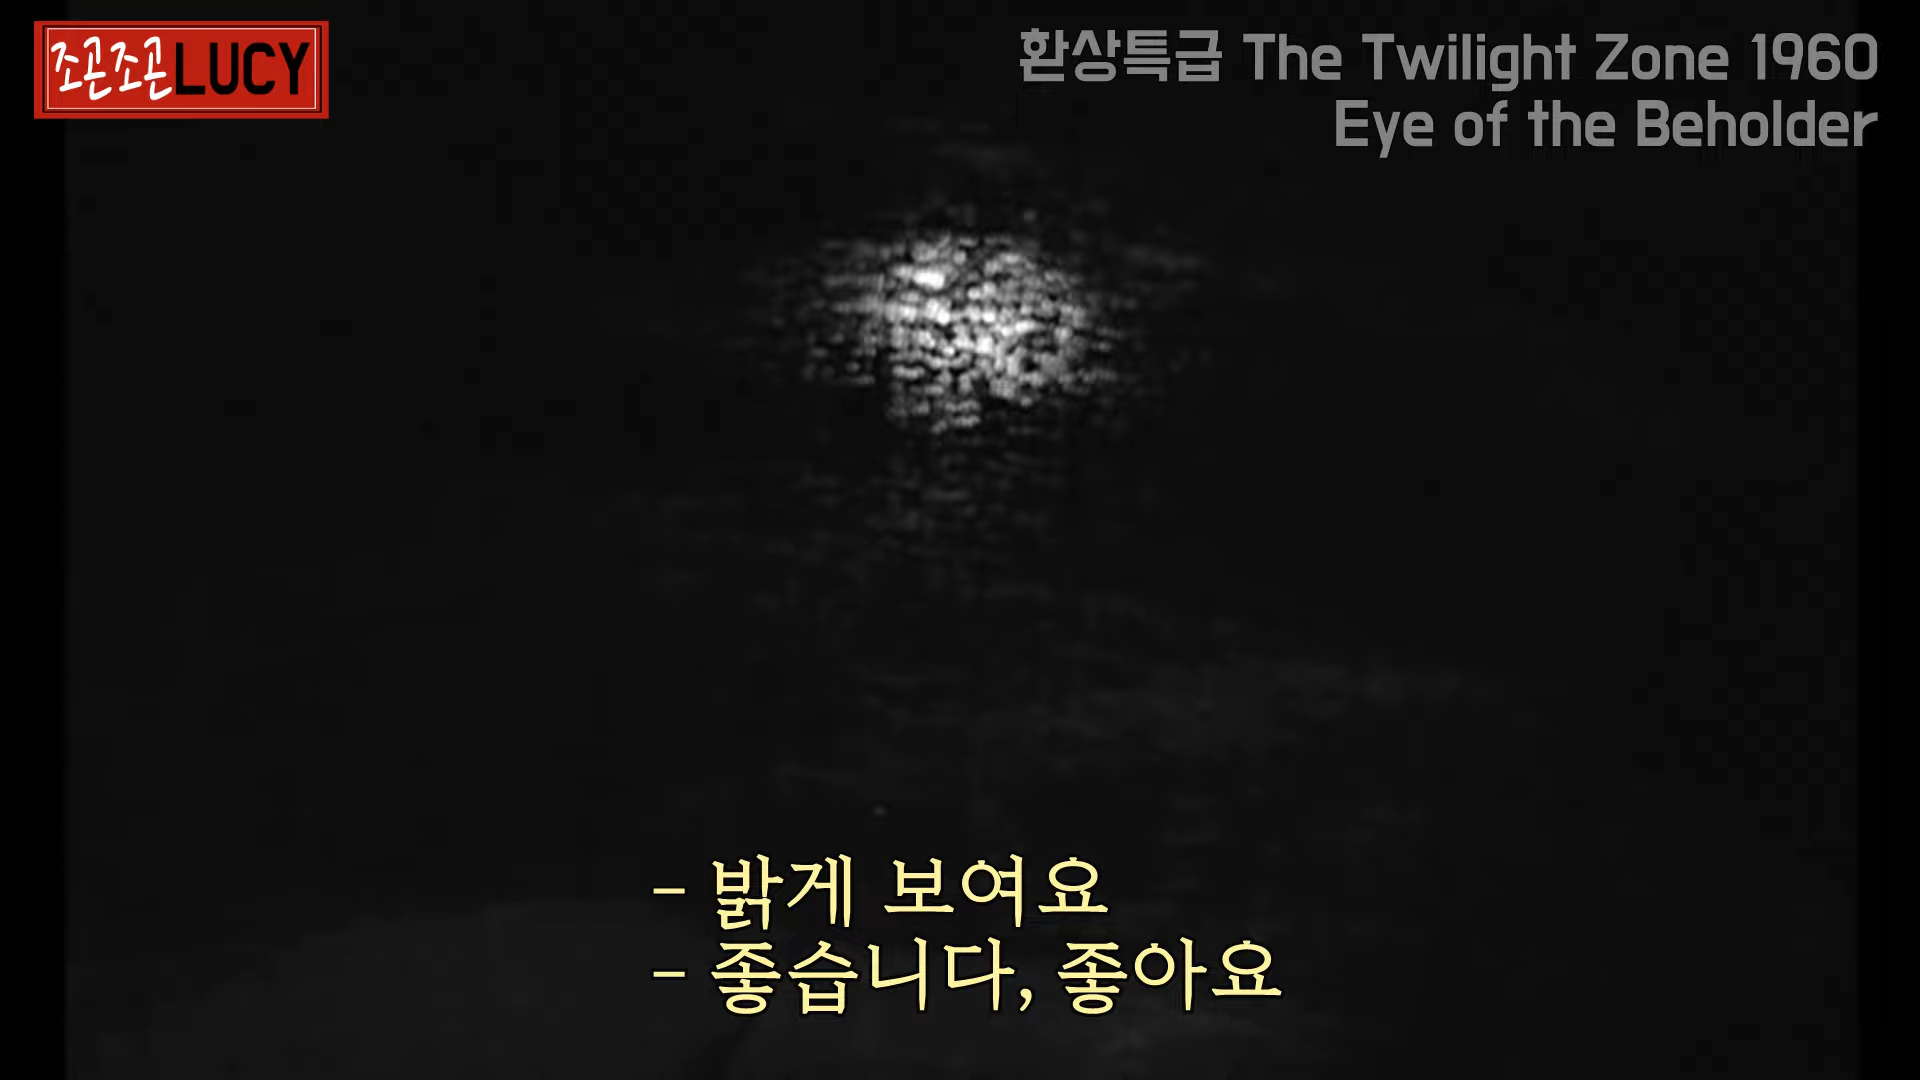 조곤조곤LUCY
환상특급 The Twilight Zone 1960
Eye of the Beholder
- 밝게 보여요
- 좋습니다, 좋아요